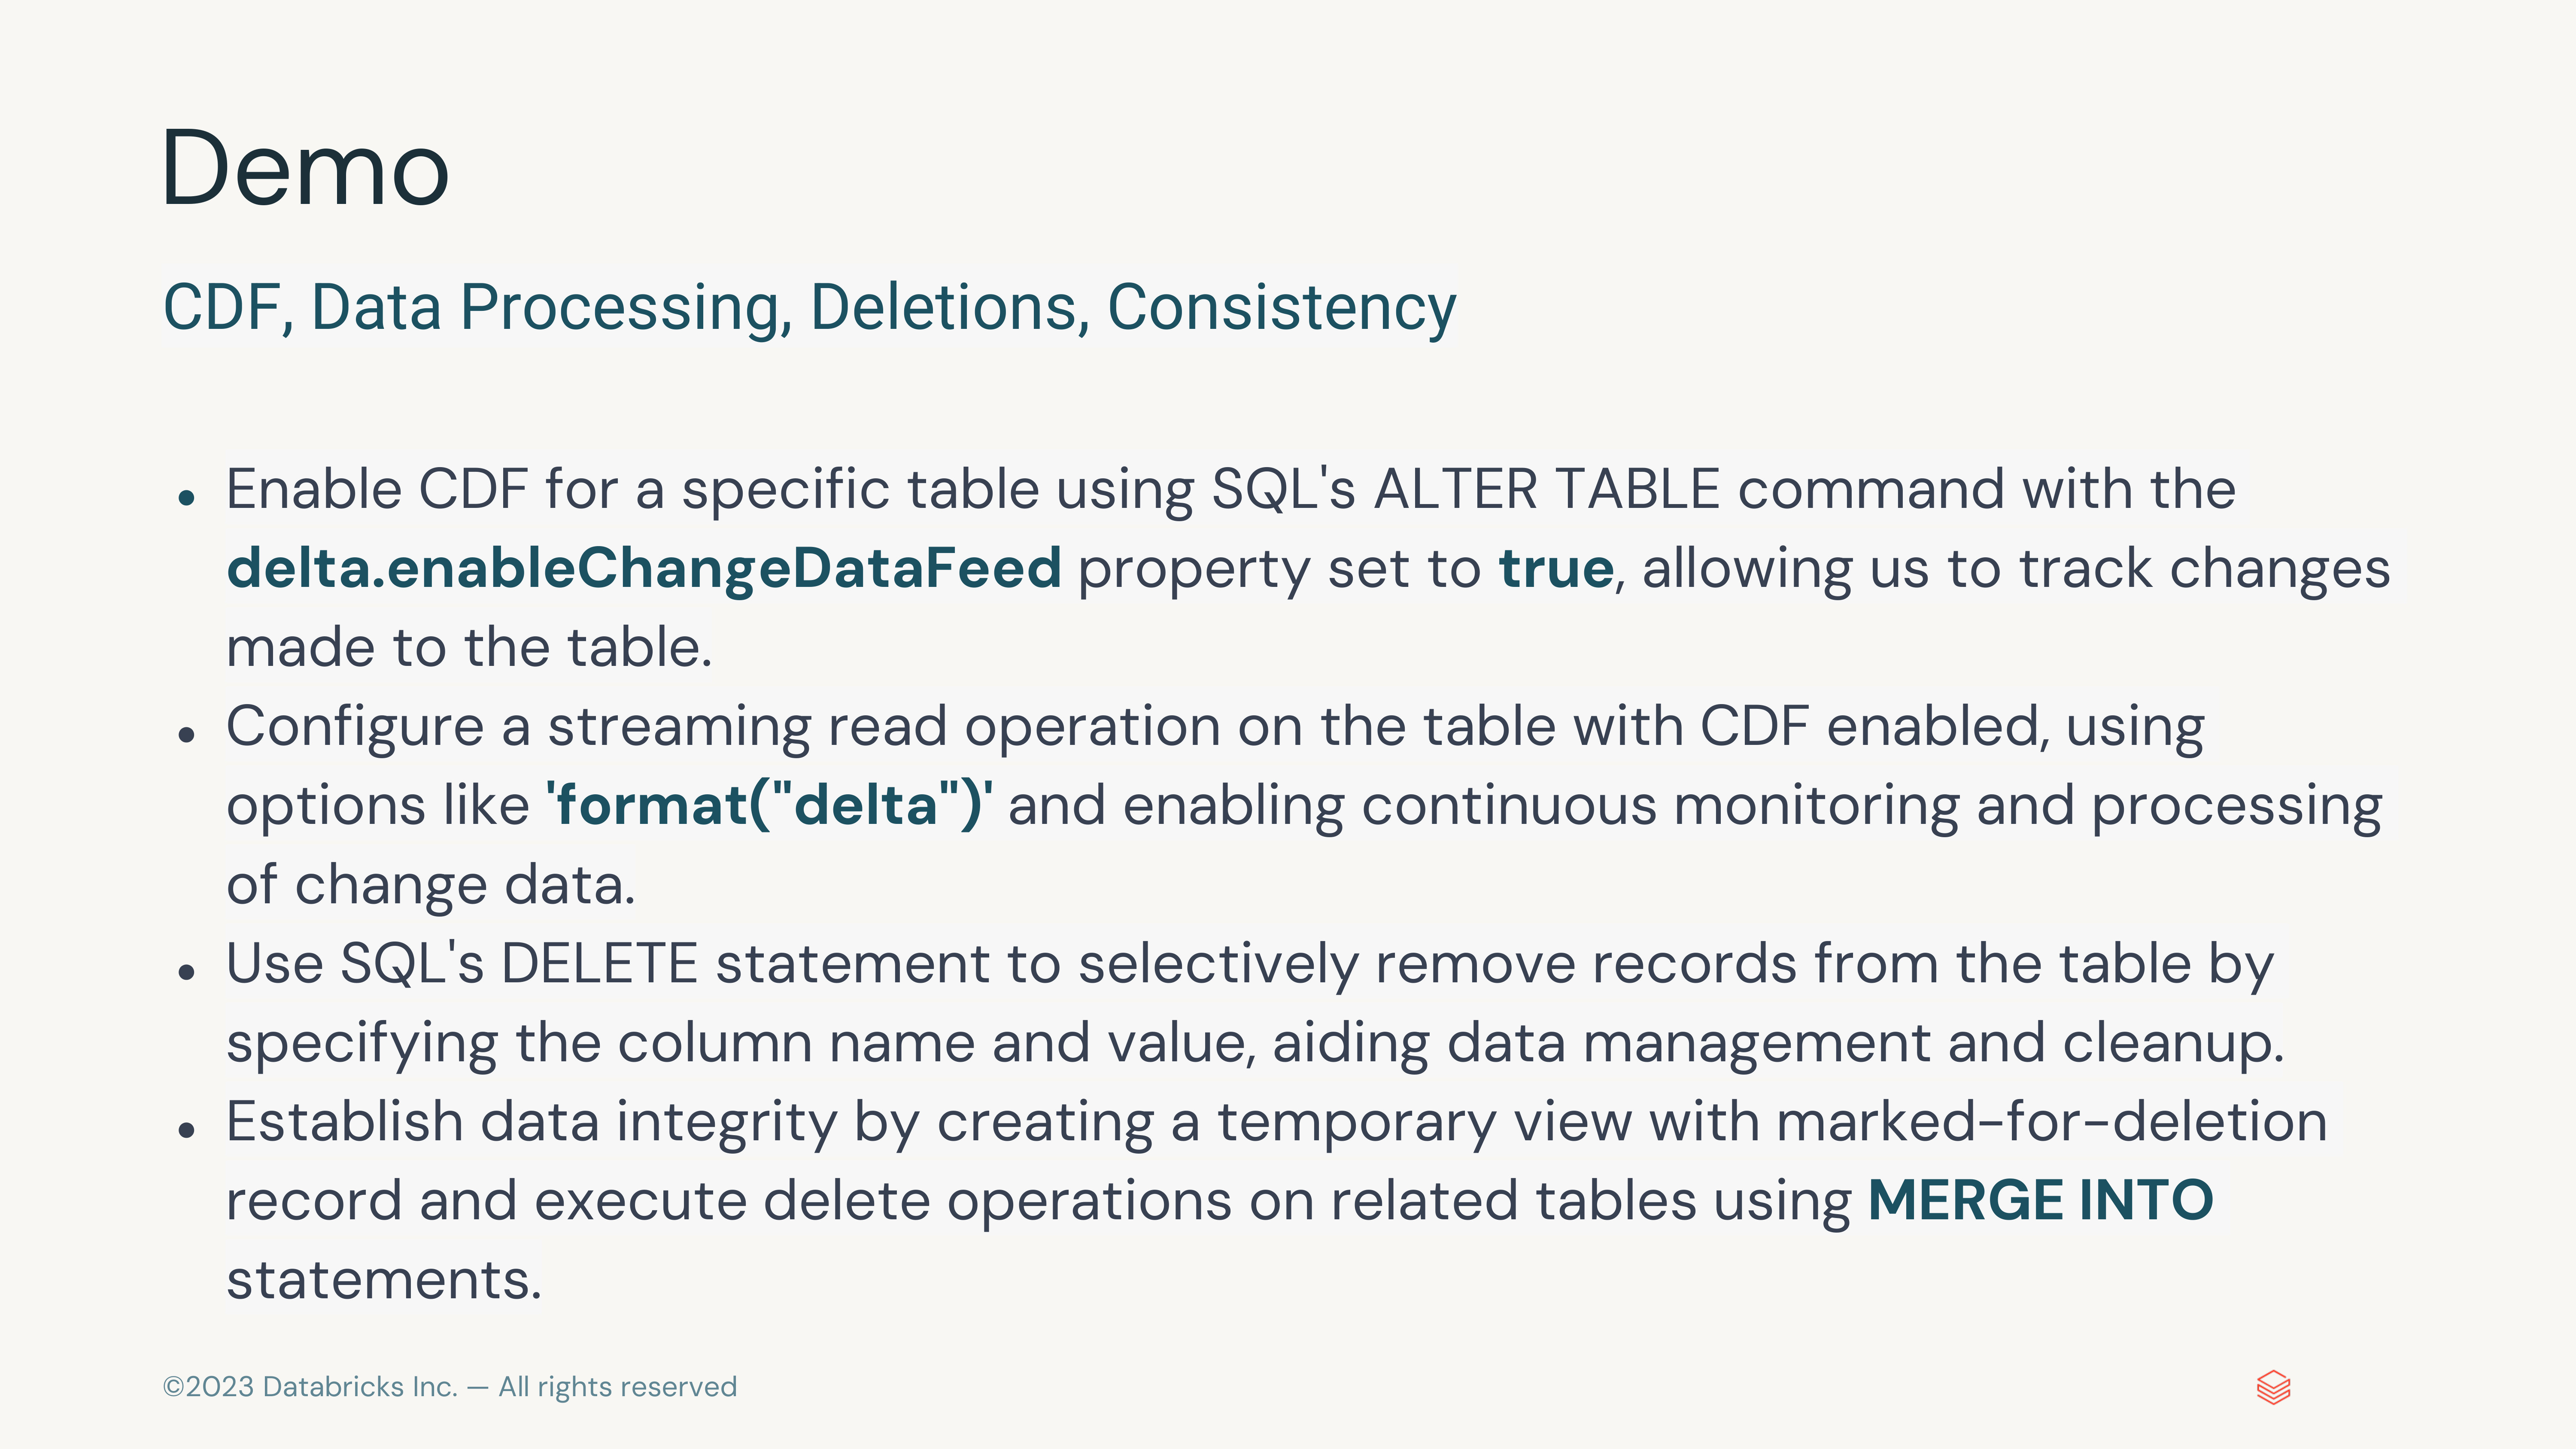 Demo
CDF, Data Processing, Deletions, Consistency
• Enable CDF for a specific table using SQL's ALTER TABLE command with the
delta.enableChangeDataFeed property set to true, allowing us to track changes
made to the table.
• Configure a streaming read operation on the table with CDF enabled, using
options like 'format("delta")' and enabling continuous monitoring and processing
of change data.
• Use SQL's DELETE statement to selectively remove records from the table by
specifying the column name and value, aiding data management and cleanup.
• Establish data integrity by creating a temporary view with marked-for-deletion
record and execute delete operations on related tables using MERGE INTO
statements.
©2023 Databricks Inc. — All rights reserved